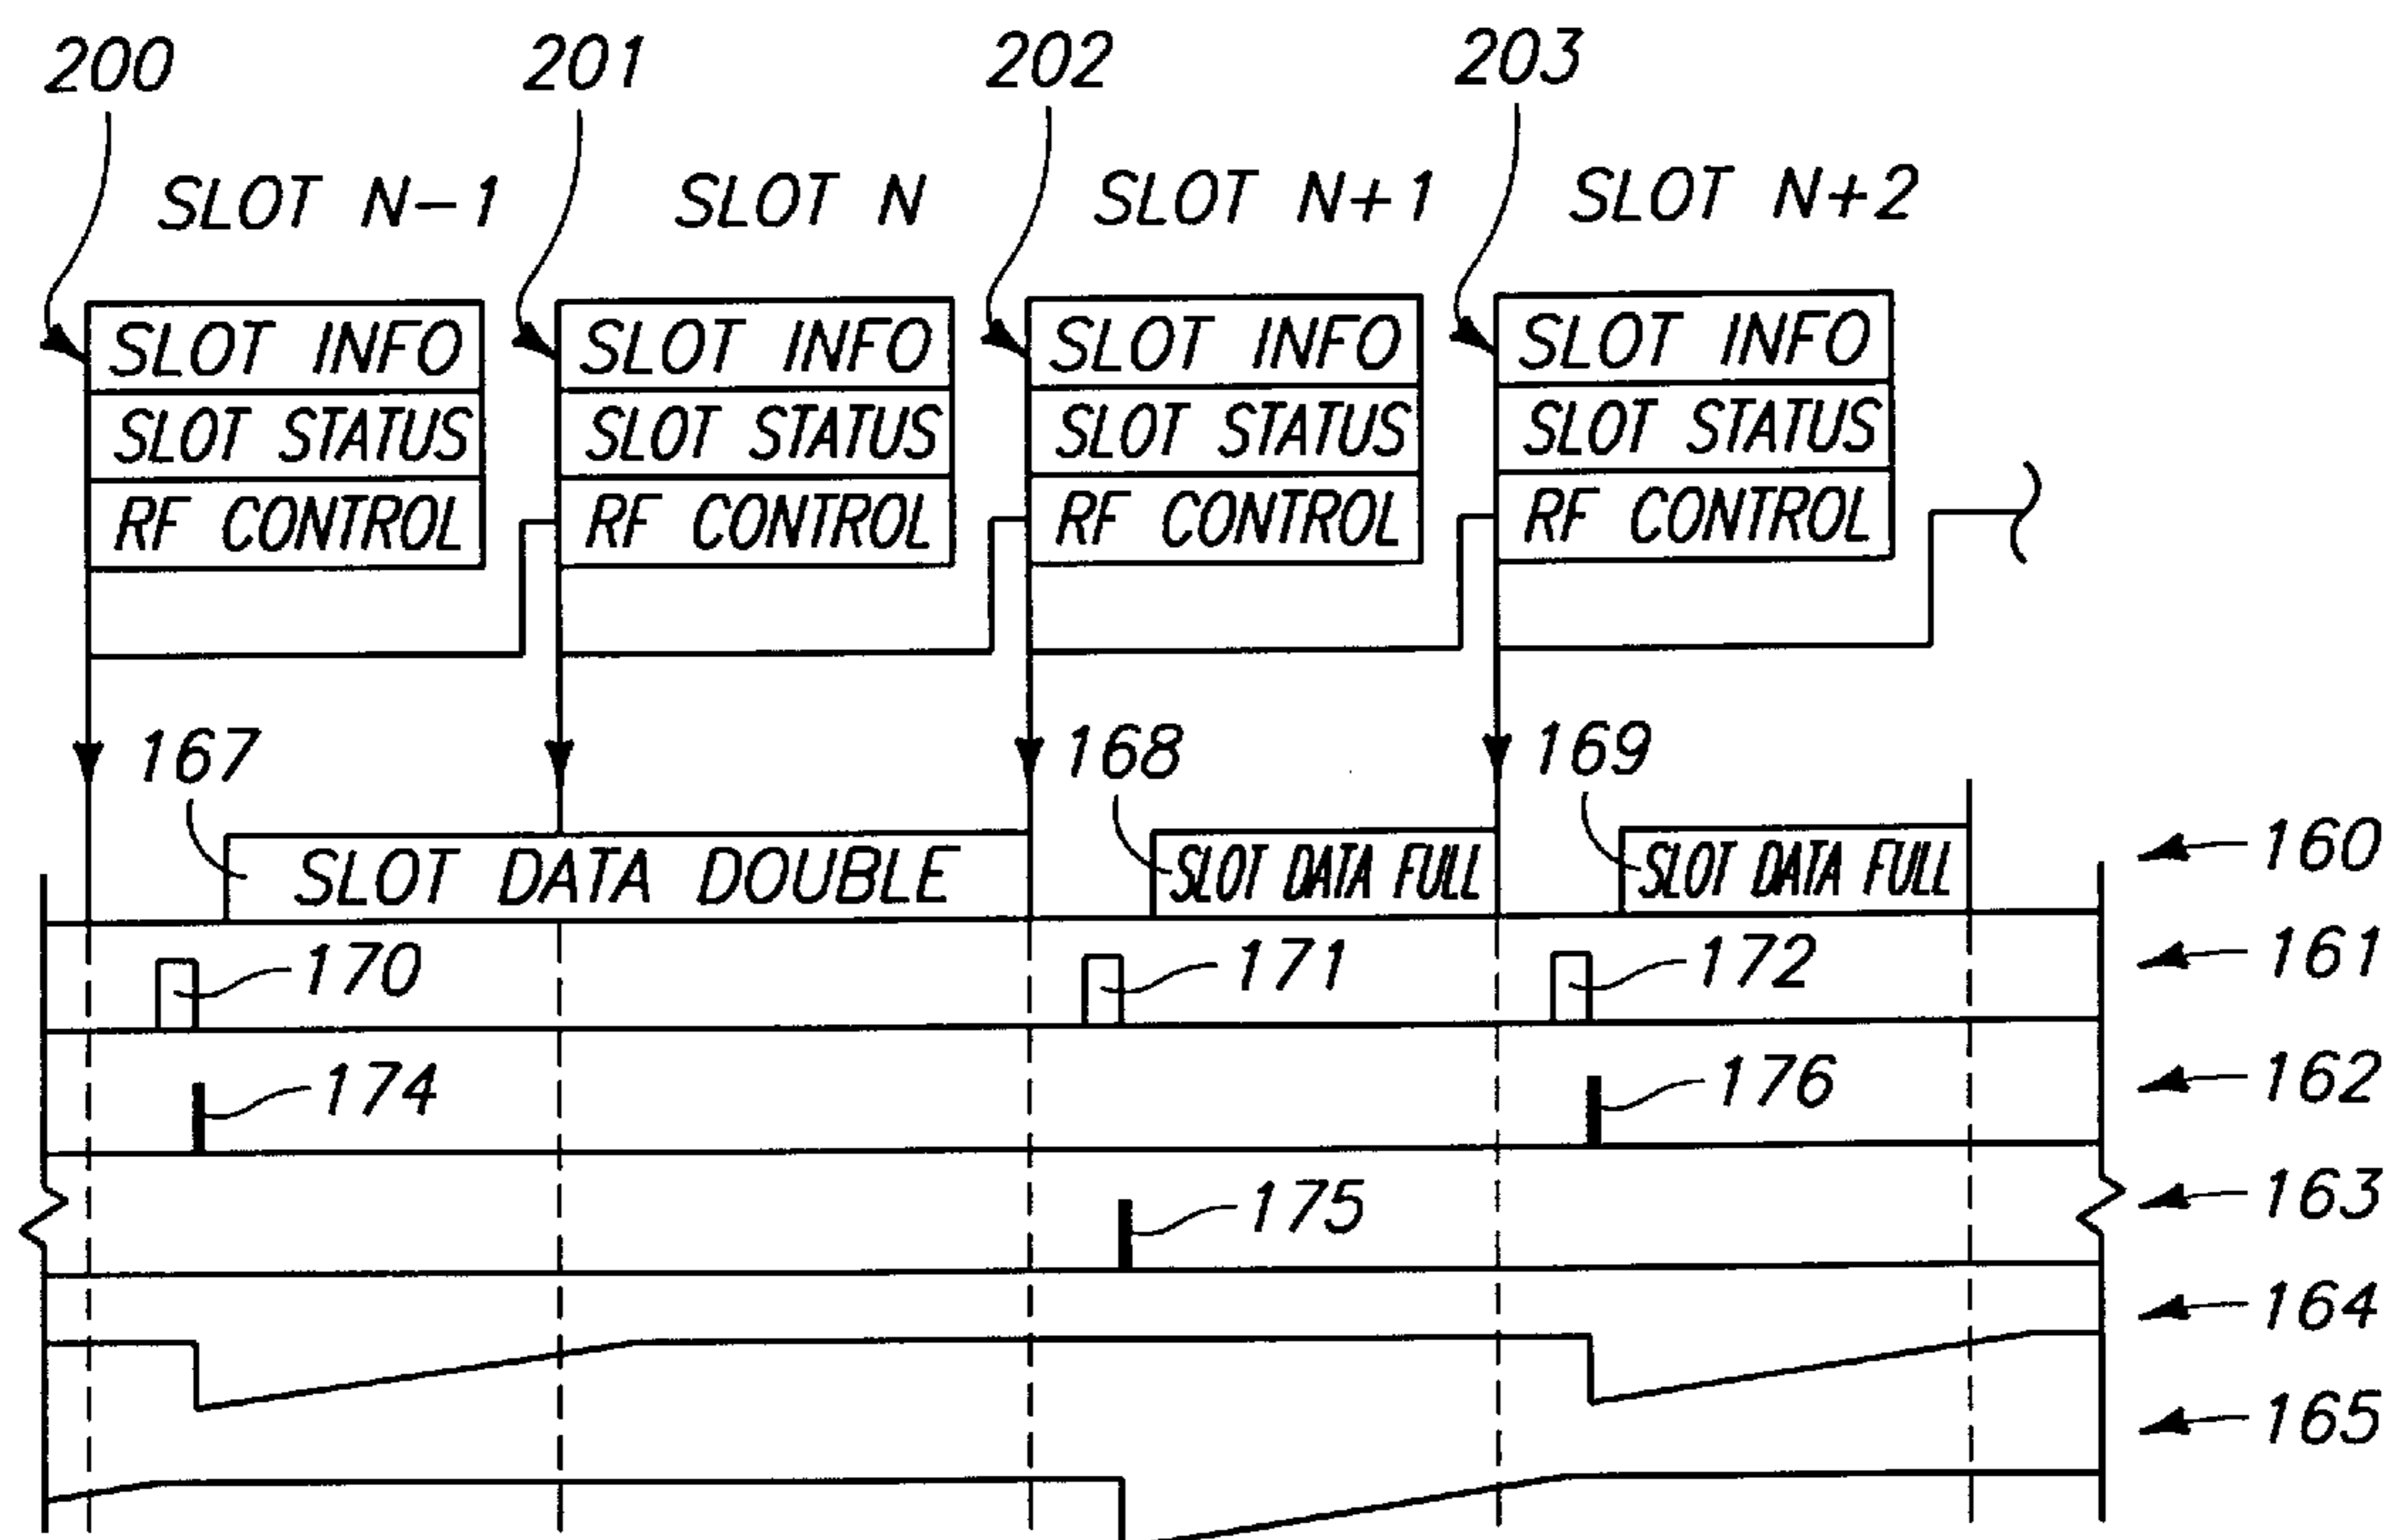 200 201 202 203
SLOT N-1 SLOT N SLOT N+1 SLOT N+2
SLOT INFO SLOT INFO SLOT INFO SLOT INFO
SLOT STATUS SLOT STATUS SLOT STATUS SLOT STATUS
RF CONTROL RF CONTROL RF CONTROL RF CONTROL
167 168 169
SLOT DATA DOUBLE SLOT DATA FULL SLOT DATA FULL 160
170 171 172 161
174 176 162
175 163
164
165